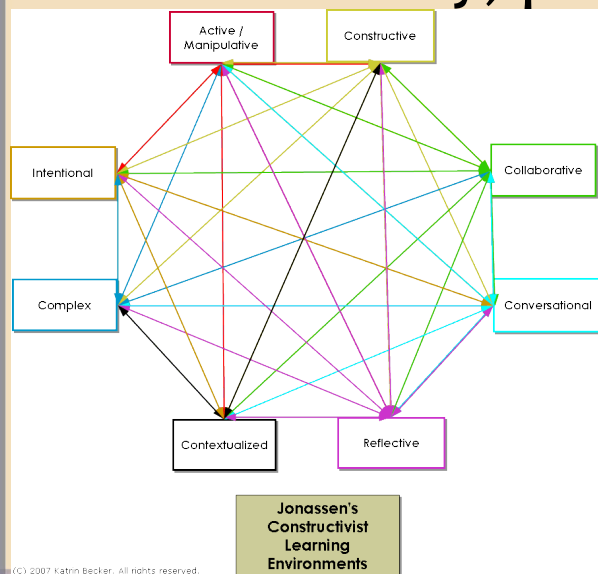 Active /
Manipulative
Constructive
Intentional
Collaborative
Complex
Conversational
Contextualized
Reflective
Jonassen's
Constructivist
Learning
Environments
(C) 2007 Katrin Becker. All rights reserved.